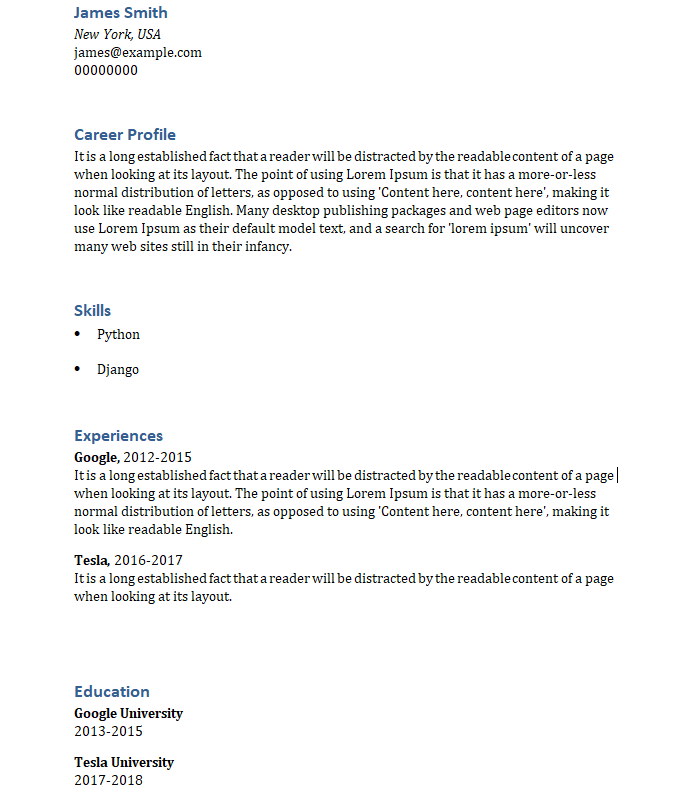 James Smith
New York, USA
james@example.com
00000000
Career Profile
It is a long established fact that a reader will be distracted by the readable content of a page
when looking at its layout. The point of using Lorem Ipsum is that it has a more-or-less
normal distribution of letters, as opposed to using 'Content here, content here', making it
look like readable English. Many desktop publishing packages and web page editors now
use Lorem Ipsum as their default model text, and a search for 'lorem ipsum' will uncover
many web sites still in their infancy.
Skills
• Python
• Django
Experiences
Google, 2012-2015
It is a long established fact that a reader will be distracted by the readable content of a page
when looking at its layout. The point of using Lorem Ipsum is that it has a more-or-less
normal distribution of letters, as opposed to using 'Content here, content here', making it
look like readable English.
Tesla, 2016-2017
It is a long established fact that a reader will be distracted by the readable content of a page
when looking at its layout.
Education
Google University
2013-2015
Tesla University
2017-2018